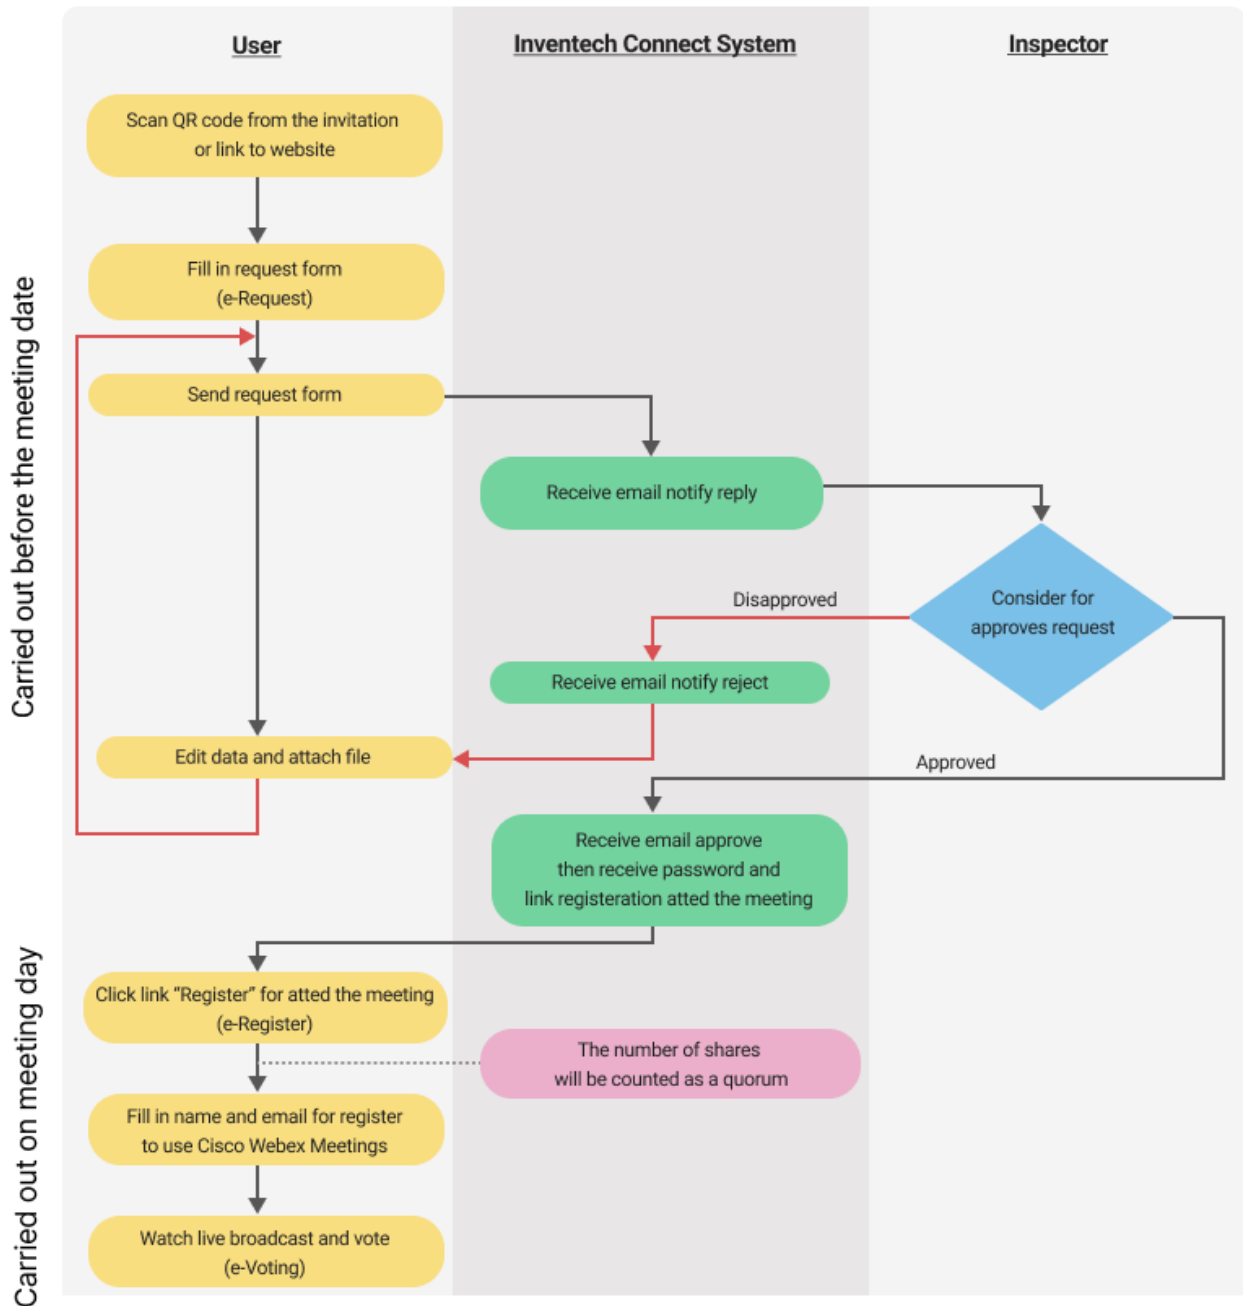 User
Inventech Connect System
Inspector
Scan QR code from the invitation
or link to website
Fill in request form
(e-Request)
Send request form
Receive email notify reply
Consider for
approves request
Disapproved
Receive email notify reject
Edit data and attach file
Approved
Receive email approve
then receive password and
link registeration atted the meeting
Carried out before the meeting date
Click link “Register” for atted the meeting
(e-Register)
The number of shares
will be counted as a quorum
Fill in name and email for register
to use Cisco Webex Meetings
Watch live broadcast and vote
(e-Voting)
Carried out on meeting day